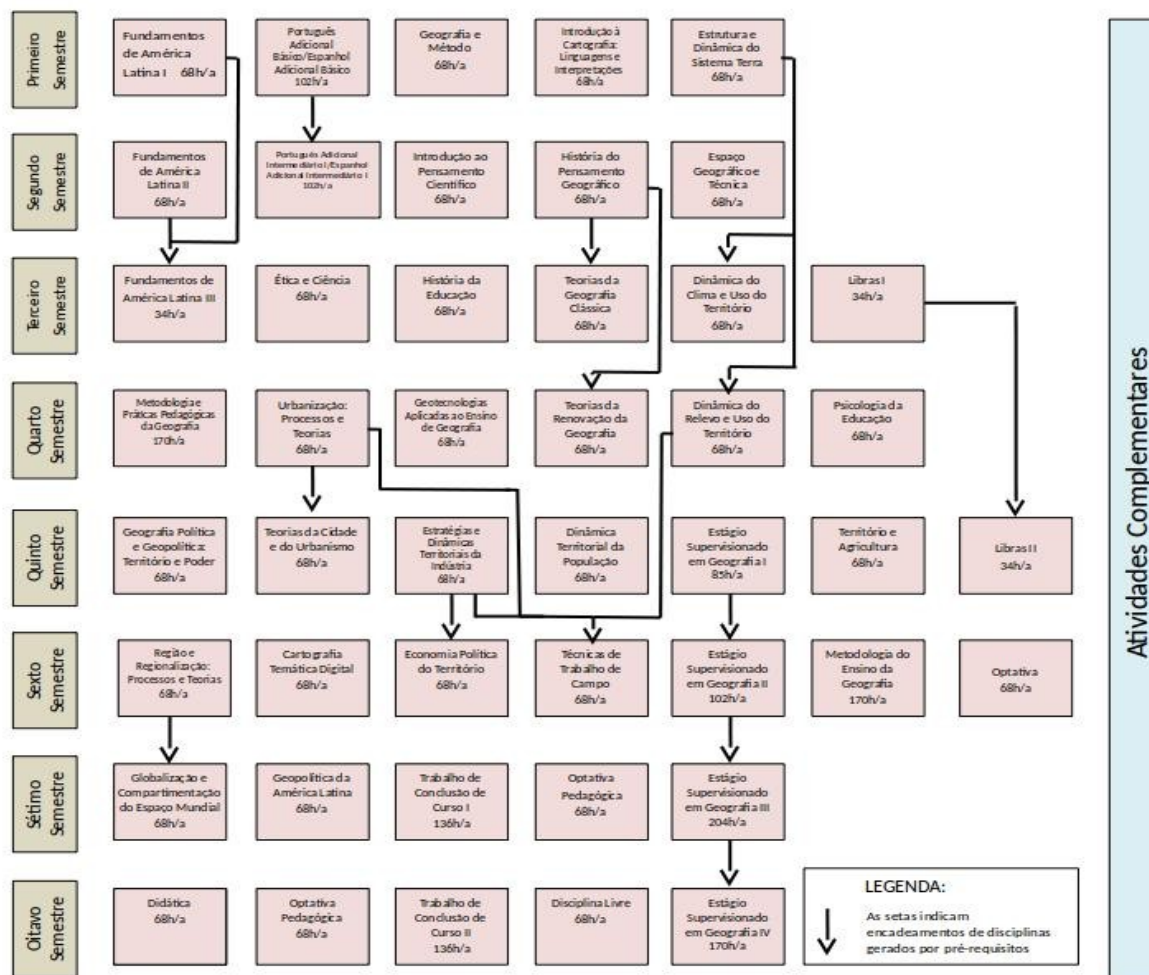 Primeiro
Semestre
Fundamentos
de América
Latina I 68h/a
Português
Adicional
Básico/Espanhol
Adicional Básico
102h/a
Geografia e
Método
68h/a
Introdução à
Cartografia:
Linguagens e
Interpretações
68h/a
Estrutura e
Dinâmica do
Sistema Terra
68h/a
Segundo
Semestre
Fundamentos
de América
Latina II
68h/a
Português Adicional
Intermediário I/Espanhol
Adicional Intermediário I
102h/a
Introdução ao
Pensamento
Científico
68h/a
História do
Pensamento
Geográfico
68h/a
Espaço
Geográfico e
Técnica
68h/a
Terceiro
Semestre
Fundamentos de
América Latina III
34h/a
Ética e Ciência
68h/a
História da
Educação
68h/a
Teorias da
Geografia
Clássica
68h/a
Dinâmica do
Clima e Uso do
Território
68h/a
Libras I
34h/a
Quarto
Semestre
Metodologia e
Práticas Pedagógicas
da Geografia
170h/a
Urbanização:
Processos e
Teorias
68h/a
Geotecnologias
Aplicadas ao Ensino
de Geografia
68h/a
Teorias da
Renovação da
Geografia
68h/a
Dinâmica do
Relevo e Uso do
Território
68h/a
Psicologia da
Educação
68h/a
Quinto
Semestre
Geografia Política
e Geopolítica:
Território e Poder
68h/a
Teorias da Cidade
e do Urbanismo
68h/a
Estratégias e
Dinâmicas
Territoriais da
Indústria
68h/a
Dinâmica
Territorial da
População
68h/a
Estágio
Supervisionado
em Geografia I
85h/a
Território e
Agricultura
68h/a
Libras II
34h/a
Sexto
Semestre
Região e
Regionalização:
Processos e Teorias
68h/a
Cartografia
Temática Digital
68h/a
Economia Política
do Território
68h/a
Técnicas de
Trabalho de
Campo
68h/a
Estágio
Supervisionado
em Geografia II
102h/a
Metodologia do
Ensino da
Geografia
170h/a
Optativa
68h/a
Sétimo
Semestre
Globalização e
Compartimentação
do Espaço Mundial
68h/a
Geopolítica da
América Latina
68h/a
Trabalho de
Conclusão de
Curso I
136h/a
Optativa
Pedagógica
68h/a
Estágio
Supervisionado
em Geografia III
204h/a
Oitavo
Semestre
Didática
68h/a
Optativa
Pedagógica
68h/a
Trabalho de
Conclusão de
Curso II
136h/a
Disciplina Livre
68h/a
Estágio
Supervisionado
em Geografia IV
170h/a
LEGENDA:
As setas indicam
encadeamentos de disciplinas
gerados por pré-requisitos
Atividades Complementares